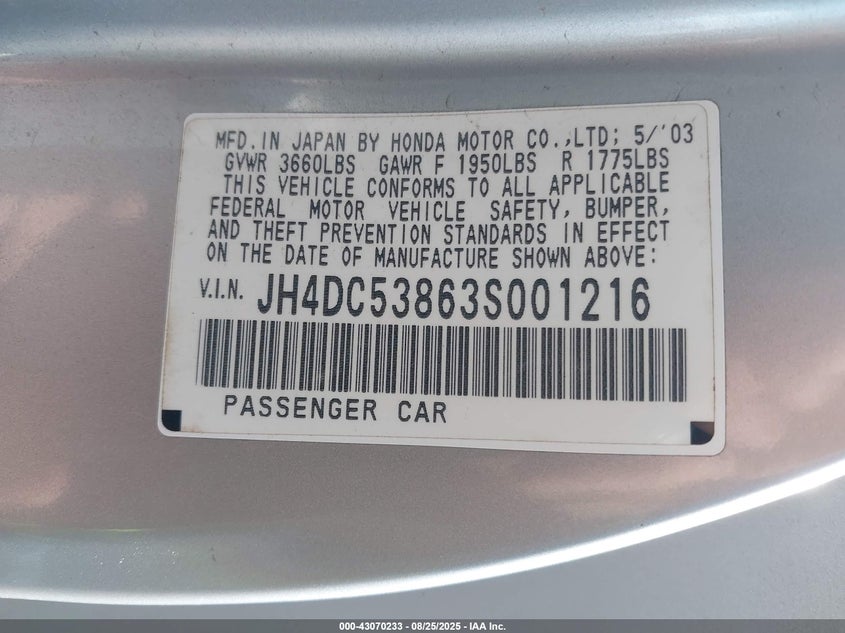 MFD. IN JAPAN BY HONDA MOTOR CO.,LTD; 5/'03
GVWR 3660LBS GAWR F 1950LBS R 1775LBS
THIS VEHICLE CONFORMS TO ALL APPLICABLE
FEDERAL MOTOR VEHICLE SAFETY, BUMPER,
AND THEFT PREVENTION STANDARDS IN EFFECT
ON THE DATE OF MANUFACTURE SHOWN ABOVE:
V.I.N. JH4DC53863S001216
PASSENGER CAR
000-43070233 - 08/25/2025 - IAA Inc.